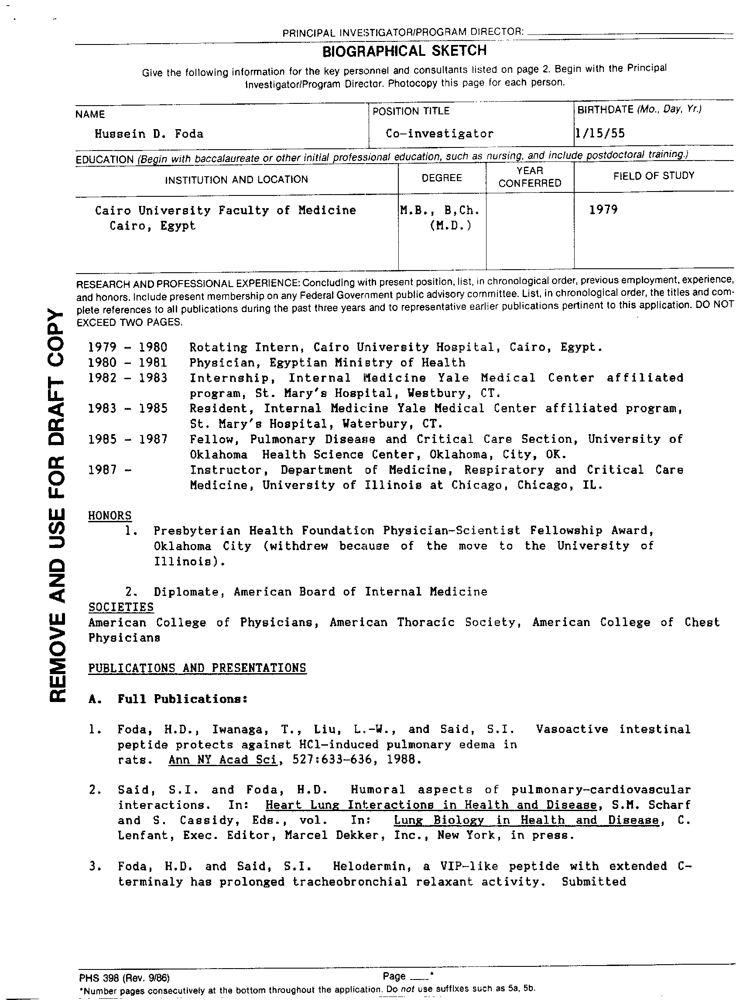 PRINCIPAL INVESTIGATOR/PROGRAM DIRECTOR:
BIOGRAPHICAL SKETCH
Give the following information for the key personnel and consultants listed on page 2. Begin with the Principal
Investigator/Program Director. Photocopy this page for each person.
NAME POSITION TITLE BIRTHDATE (Mo., Day, Yr.)
Hussein D. Foda Co-investigator 1/15/55
EDUCATION (Begin with baccalaureate or other initial professional education, such as nursing, and include postdoctoral training.)
INSTITUTION AND LOCATION DEGREE YEAR CONFERRED FIELD OF STUDY
Cairo University Faculty of Medicine M.B., B,Ch. 1979
Cairo, Egypt (M.D.)
RESEARCH AND PROFESSIONAL EXPERIENCE: Concluding with present position, list, in chronological order, previous employment, experience,
and honors. Include present membership on any Federal Government public advisory committee. List, in chronological order, the titles and com-
plete references to all publications during the past three years and to representative earlier publications pertinent to this application. DO NOT
EXCEED TWO PAGES.
1979 - 1980 Rotating Intern, Cairo University Hospital, Cairo, Egypt.
1980 - 1981 Physician, Egyptian Ministry of Health
1982 - 1983 Internship, Internal Medicine Yale Medical Center affiliated
program, St. Mary's Hospital, Westbury, CT.
1983 - 1985 Resident, Internal Medicine Yale Medical Center affiliated program,
St. Mary's Hospital, Waterbury, CT.
1985 - 1987 Fellow, Pulmonary Disease and Critical Care Section, University of
Oklahoma Health Science Center, Oklahoma, City, OK.
1987 - Instructor, Department of Medicine, Respiratory and Critical Care
Medicine, University of Illinois at Chicago, Chicago, IL.
HONORS
1. Presbyterian Health Foundation Physician-Scientist Fellowship Award,
Oklahoma City (withdrew because of the move to the University of
Illinois).
2. Diplomate, American Board of Internal Medicine
SOCIETIES
American College of Physicians, American Thoracic Society, American College of Chest
Physicians
PUBLICATIONS AND PRESENTATIONS
A. Full Publications:
1. Foda, H.D., Iwanaga, T., Liu, L.-W., and Said, S.I. Vasoactive intestinal
peptide protects against HCl-induced pulmonary edema in
rats. Ann NY Acad Sci, 527:633-636, 1988.
2. Said, S.I. and Foda, H.D. Humoral aspects of pulmonary-cardiovascular
interactions. In: Heart Lung Interactions in Health and Disease, S.M. Scharf
and S. Cassidy, Eds., vol. In: Lung Biology in Health and Disease, C.
Lenfant, Exec. Editor, Marcel Dekker, Inc., New York, in press.
3. Foda, H.D. and Said, S.I. Helodermin, a VIP-like peptide with extended C-
terminaly has prolonged tracheobronchial relaxant activity. Submitted
REMOVE AND USE FOR DRAFT COPY
PHS 398 (Rev. 9/86) Page ___*
*Number pages consecutively at the bottom throughout the application. Do not use suffixes such as 5a, 5b.